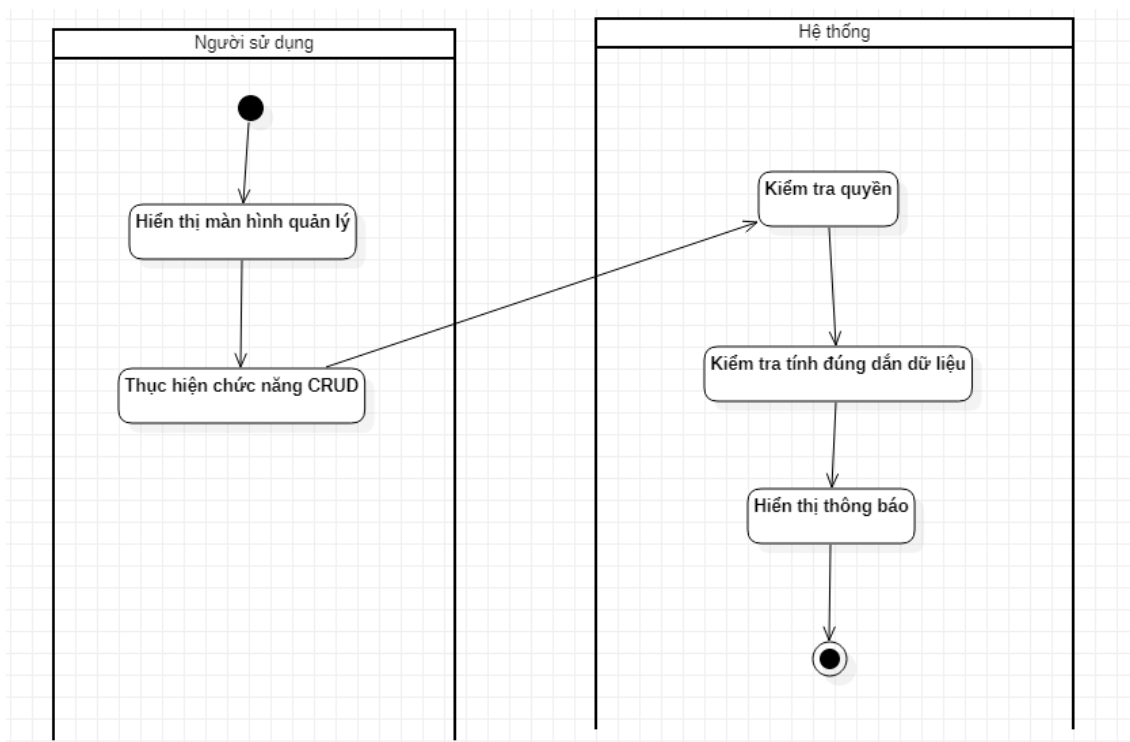 Người sử dụng
Hệ thống
Kiểm tra quyền
Hiển thị màn hình quản lý
Kiểm tra tính đúng dắn dữ liệu
Thực hiện chức năng CRUD
Hiển thị thông báo